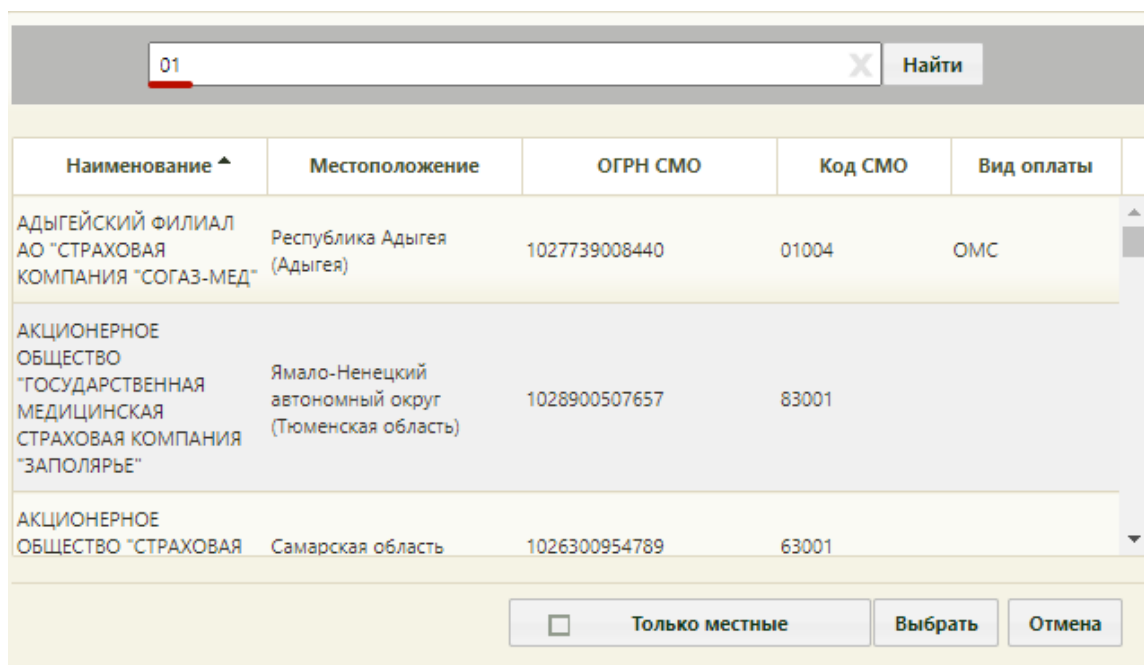 01
X
Найти
Наименование Местоположение ОГРН СМО Код СМО Вид оплаты
АДЫГЕЙСКИЙ ФИЛИАЛ
АО "СТРАХОВАЯ
КОМПАНИЯ "СОГАЗ-МЕД"
Республика Адыгея
(Адыгея)
1027739008440
01004
ОМС
АКЦИОНЕРНОЕ
ОБЩЕСТВО
"ГОСУДАРСТВЕННАЯ
МЕДИЦИНСКАЯ
СТРАХОВАЯ КОМПАНИЯ
"ЗАПОЛЯРЬЕ"
Ямало-Ненецкий
автономный округ
(Тюменская область)
1028900507657
83001
АКЦИОНЕРНОЕ
ОБЩЕСТВО "СТРАХОВАЯ
Самарская область
1026300954789
63001
Только местные
Выбрать
Отмена